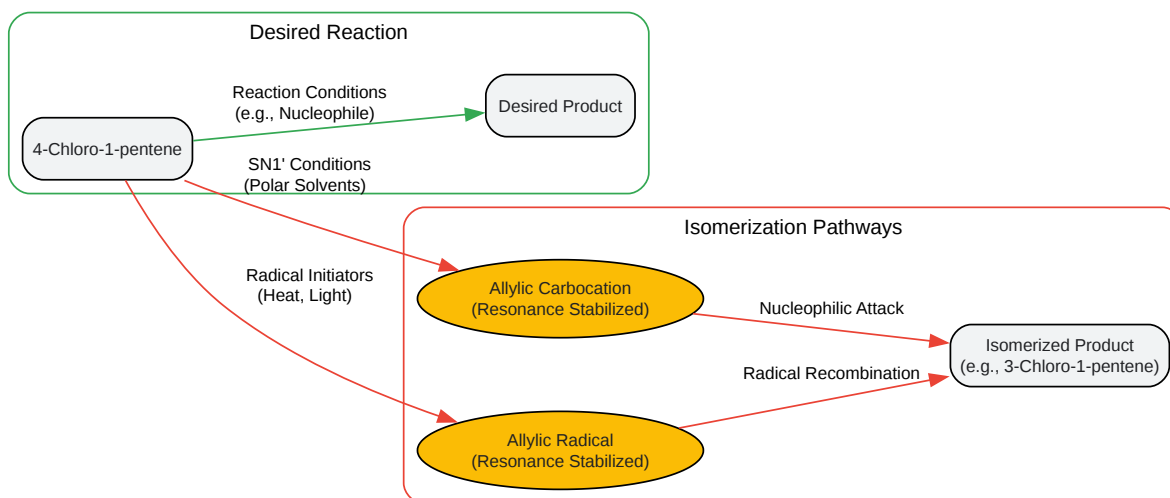 Desired Reaction
4-Chloro-1-pentene
Reaction Conditions
(e.g., Nucleophile)
Desired Product
SN1' Conditions
(Polar Solvents)
Radical Initiators
(Heat, Light)
Isomerization Pathways
Allylic Carbocation
(Resonance Stabilized)
Nucleophilic Attack
Isomerized Product
(e.g., 3-Chloro-1-pentene)
Radical Recombination
Allylic Radical
(Resonance Stabilized)